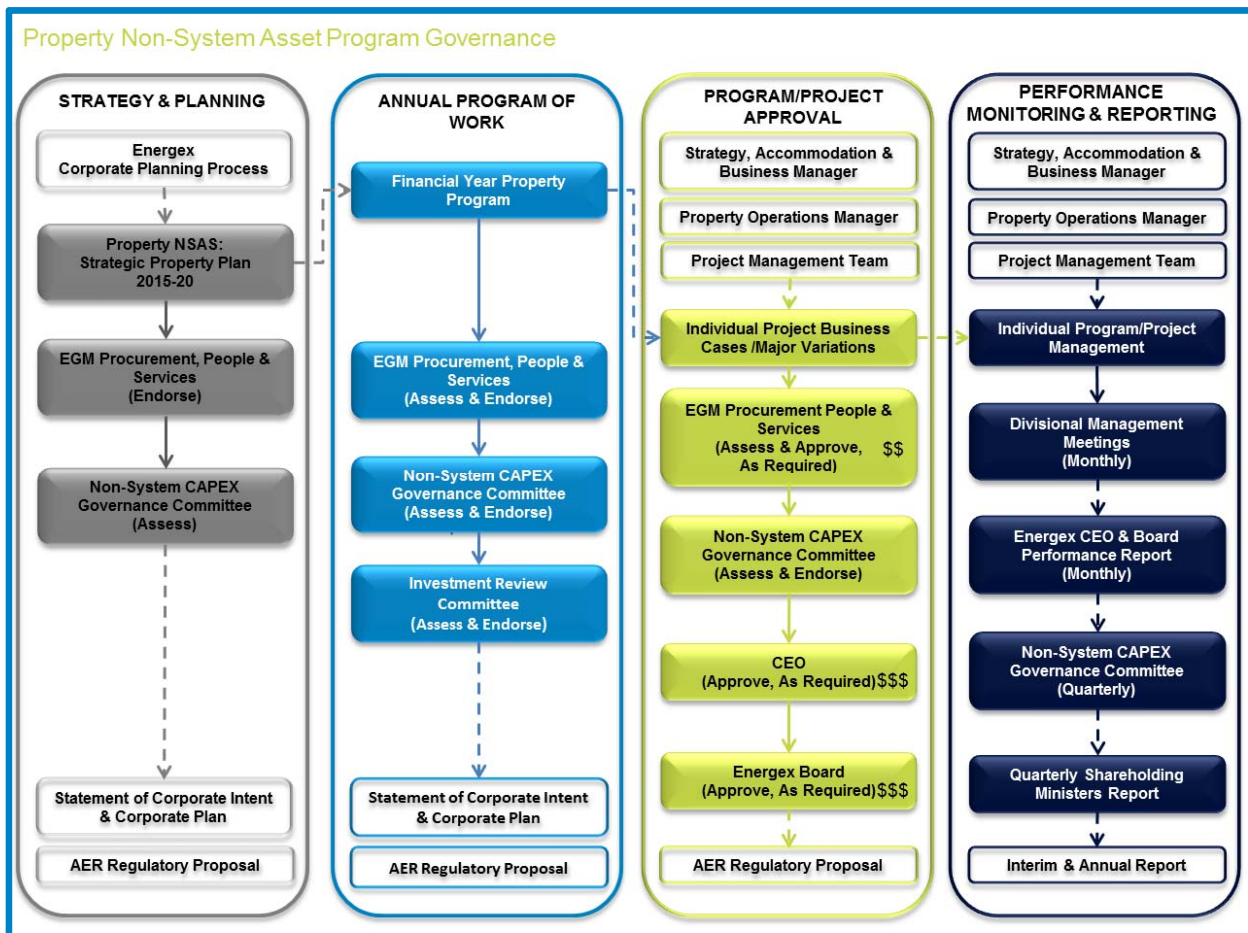 Property Non-System Asset Program Governance
STRATEGY & PLANNING
Energex
Corporate Planning Process
Property NSAS:
Strategic Property Plan
2015-20
EGM Procurement, People &
Services
(Endorse)
Non-System CAPEX
Governance Committee
(Assess)
Statement of Corporate Intent
& Corporate Plan
AER Regulatory Proposal
ANNUAL PROGRAM OF
WORK
Financial Year Property
Program
EGM Procurement, People &
Services
(Assess & Endorse)
Non-System CAPEX
Governance Committee
(Assess & Endorse)
Investment Review
Committee
(Assess & Endorse)
Statement of Corporate Intent
& Corporate Plan
AER Regulatory Proposal
PROGRAM/PROJECT
APPROVAL
Strategy, Accommodation &
Business Manager
Property Operations Manager
Project Management Team
Individual Project Business
Cases /Major Variations
EGM Procurement People &
Services
(Assess & Approve, $$
As Required)
Non-System CAPEX
Governance Committee
(Assess & Endorse)
CEO
(Approve, As Required)$$$
Energex Board
(Approve, As Required)$$$
AER Regulatory Proposal
PERFORMANCE
MONITORING & REPORTING
Strategy, Accommodation &
Business Manager
Property Operations Manager
Project Management Team
Individual Program/Project
Management
Divisional Management
Meetings
(Monthly)
Energex CEO & Board
Performance Report
(Monthly)
Non-System CAPEX
Governance Committee
(Quarterly)
Quarterly Shareholding
Ministers Report
Interim & Annual Report